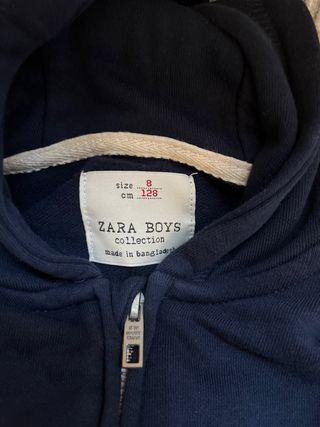 size 8
cm 128
ZARA BOYS
collection
made in bangladesh